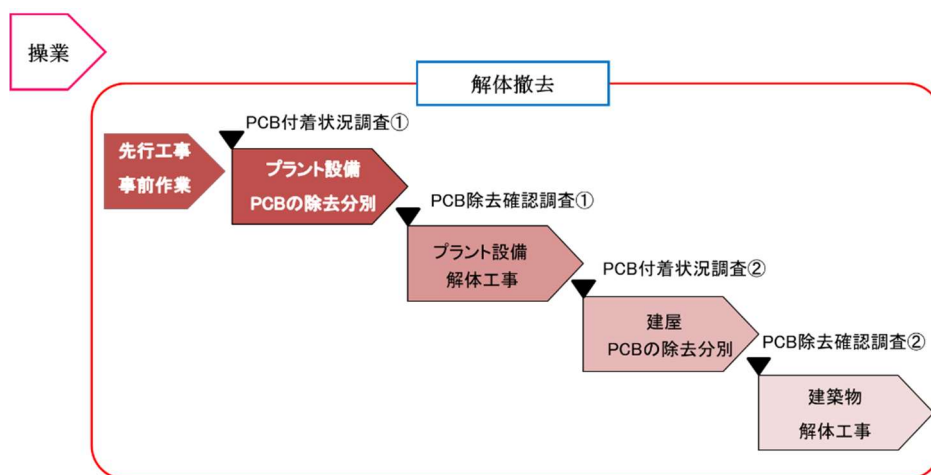 操業
解体撤去
PCB付着状況調査①
先行工事
事前作業
プラント設備
PCBの除去分別
PCB除去確認調査①
プラント設備
解体工事
PCB付着状況調査②
建屋
PCBの除去分別
PCB除去確認調査②
建築物
解体工事